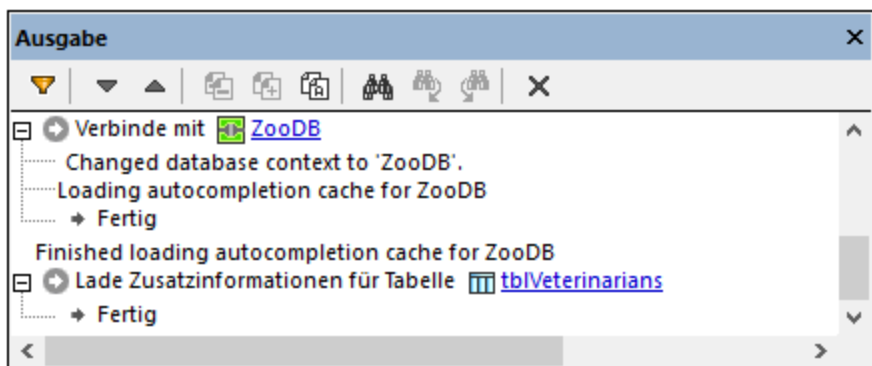 Ausgabe
Verbinde mit ZooDB
Changed database context to 'ZooDB'.
Loading autocompletion cache for ZooDB
Fertig
Finished loading autocompletion cache for ZooDB
Lade Zusatzinformationen für Tabelle tblVeterinarians
Fertig